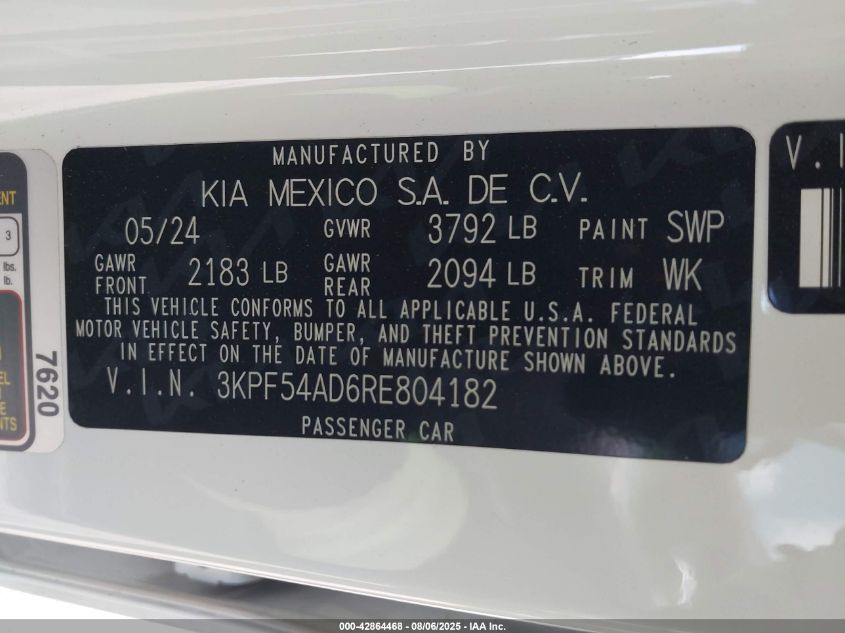 MANUFACTURED BY
KIA MEXICO S.A. DE C.V.
05/24 GVWR 3792 LB PAINT SWP
GAWR FRONT 2183 LB GAWR REAR 2094 LB TRIM WK
THIS VEHICLE CONFORMS TO ALL APPLICABLE U.S.A. FEDERAL
MOTOR VEHICLE SAFETY, BUMPER, AND THEFT PREVENTION STANDARDS
IN EFFECT ON THE DATE OF MANUFACTURE SHOWN ABOVE.
V.I.N. 3KPF54AD6RE804182
PASSENGER CAR
3
lbs.
lb.
7620
V.I
000-42864468 - 08/06/2025 - IAA Inc.